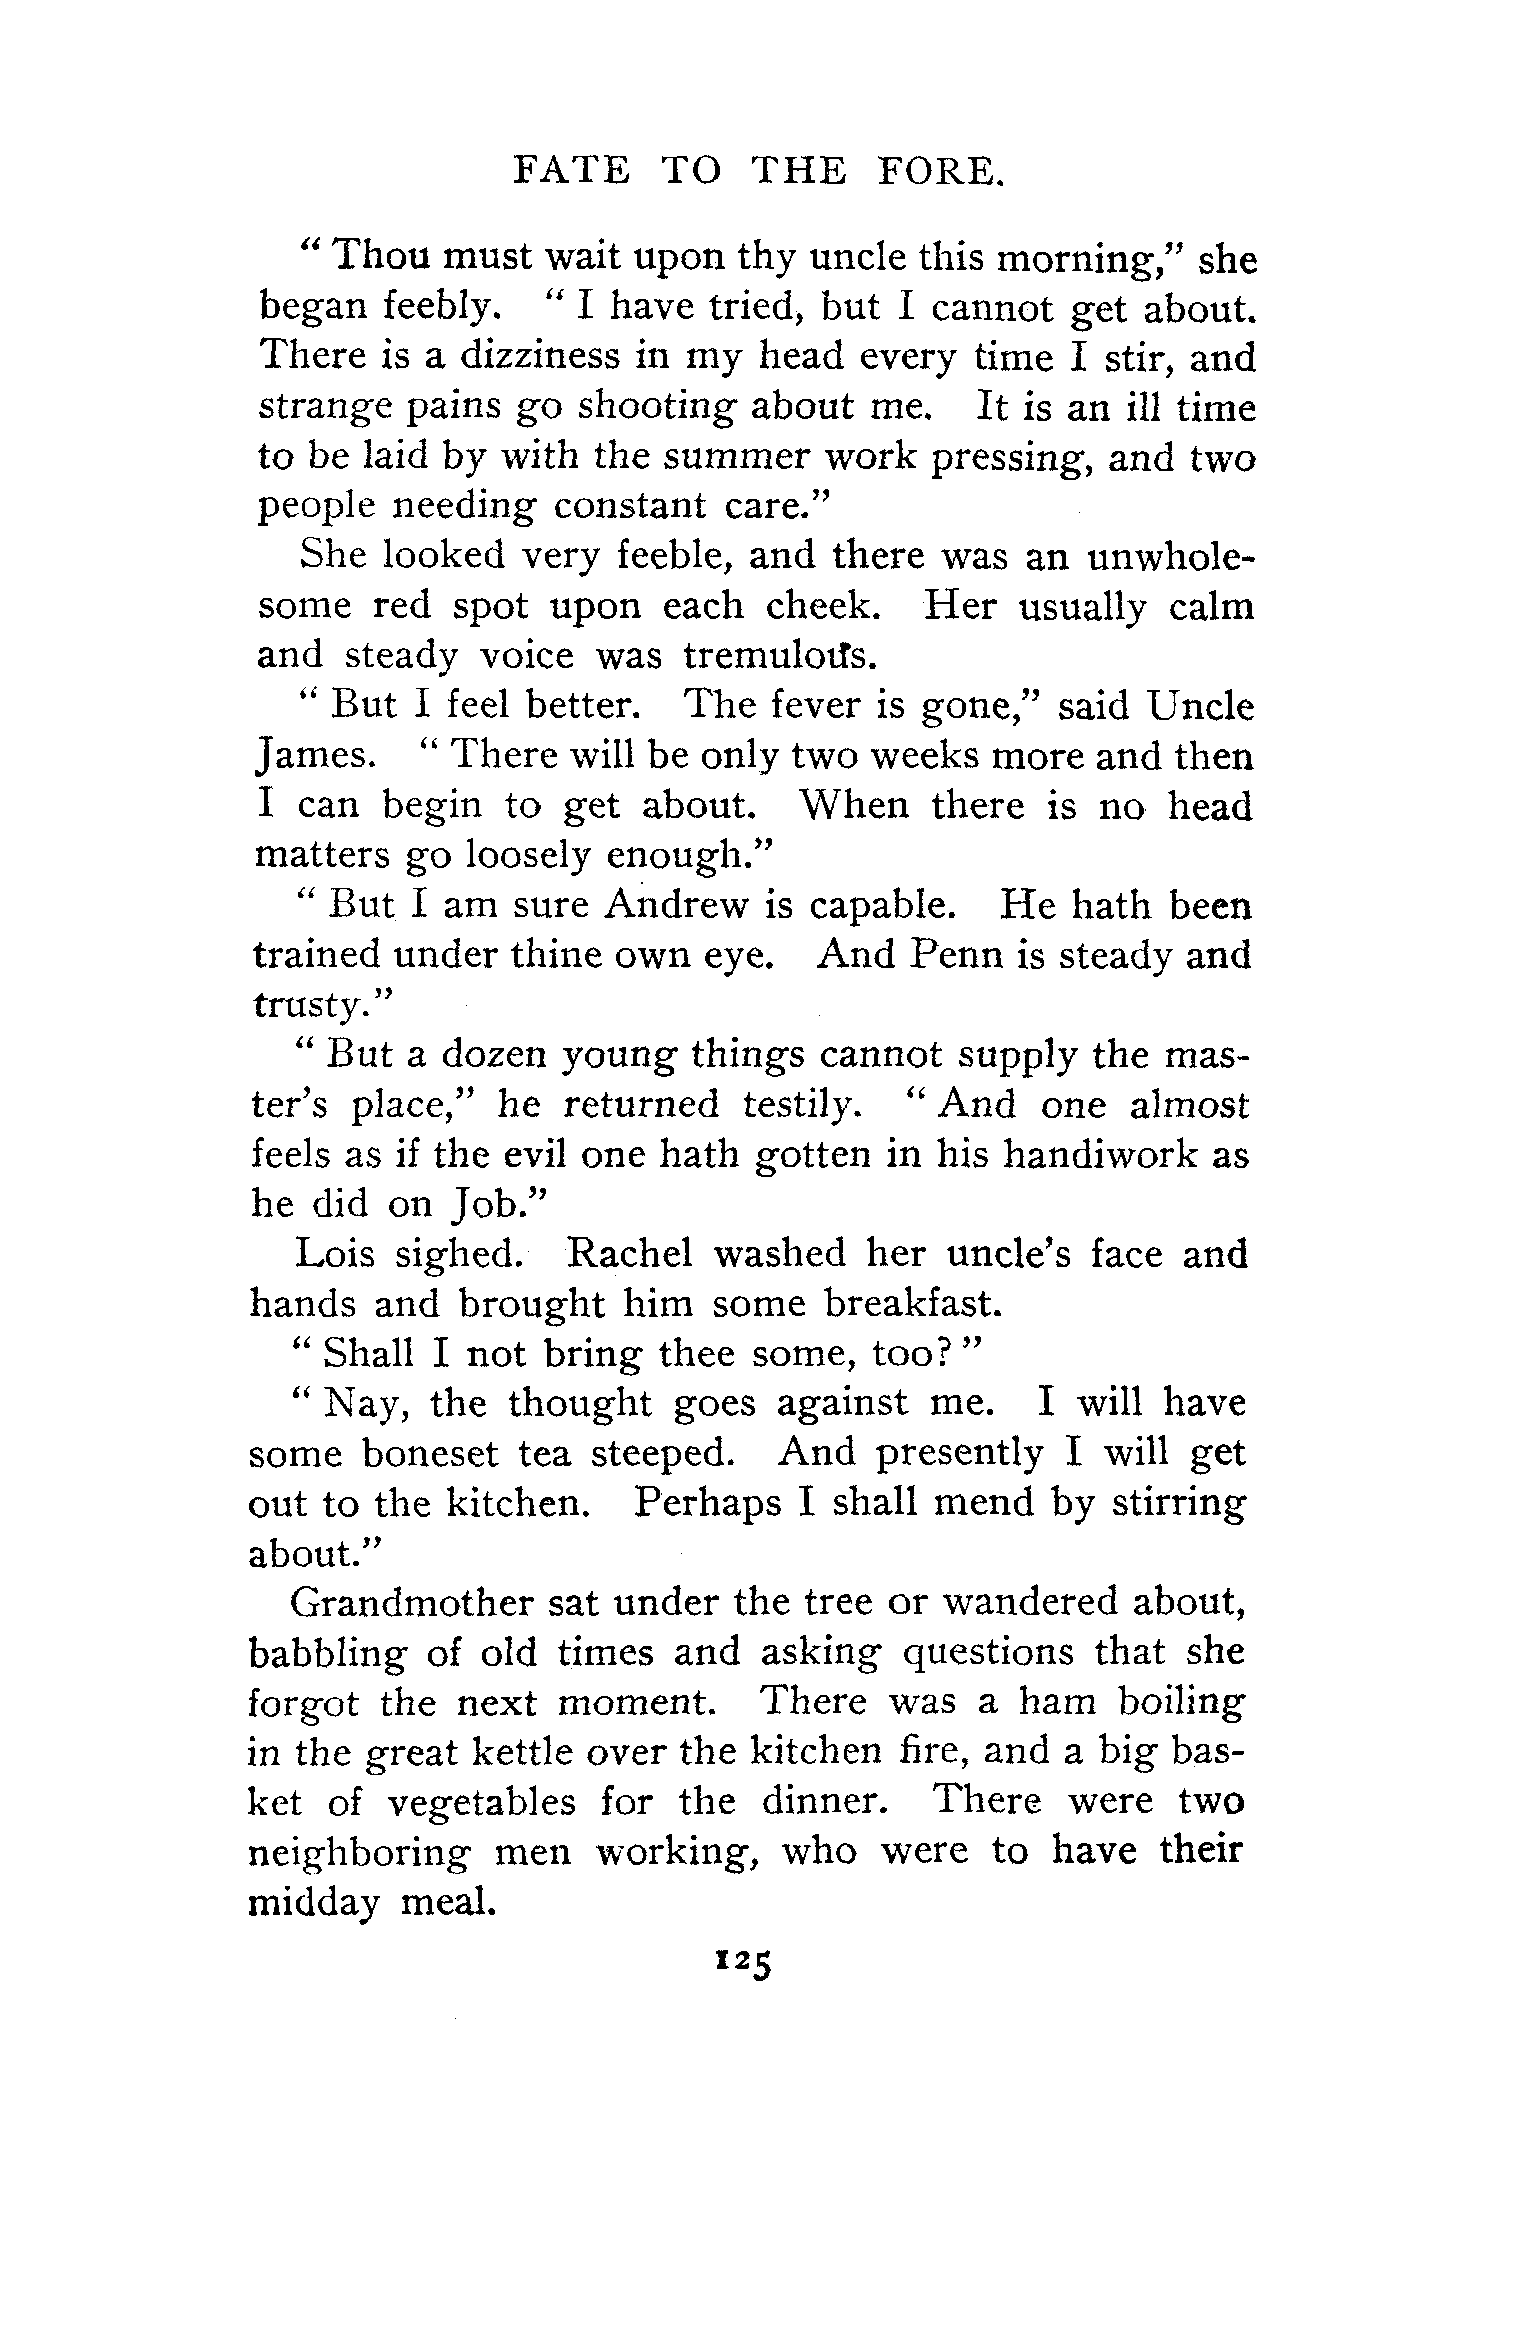 FATE TO THE FORE.
“ Thou must wait upon thy uncle this morning,” she
began feebly. “ I have tried, but I cannot get about.
There is a dizziness in my head every time I stir, and
strange pains go shooting about me. It is an ill time
to be laid by with the summer work pressing, and two
people needing constant care.”
She looked very feeble, and there was an unwhole-
some red spot upon each cheek. Her usually calm
and steady voice was tremulous.
“ But I feel better. The fever is gone,” said Uncle
James. “ There will be only two weeks more and then
I can begin to get about. When there is no head
matters go loosely enough.”
“ But I am sure Andrew is capable. He hath been
trained under thine own eye. And Penn is steady and
trusty.”
“ But a dozen young things cannot supply the mas-
ter’s place,” he returned testily. “ And one almost
feels as if the evil one hath gotten in his handiwork as
he did on Job.”
Lois sighed. Rachel washed her uncle’s face and
hands and brought him some breakfast.
“ Shall I not bring thee some, too? ”
“ Nay, the thought goes against me. I will have
some boneset tea steeped. And presently I will get
out to the kitchen. Perhaps I shall mend by stirring
about.”
Grandmother sat under the tree or wandered about,
babbling of old times and asking questions that she
forgot the next moment. There was a ham boiling
in the great kettle over the kitchen fire, and a big bas-
ket of vegetables for the dinner. There were two
neighboring men working, who were to have their
midday meal.
125